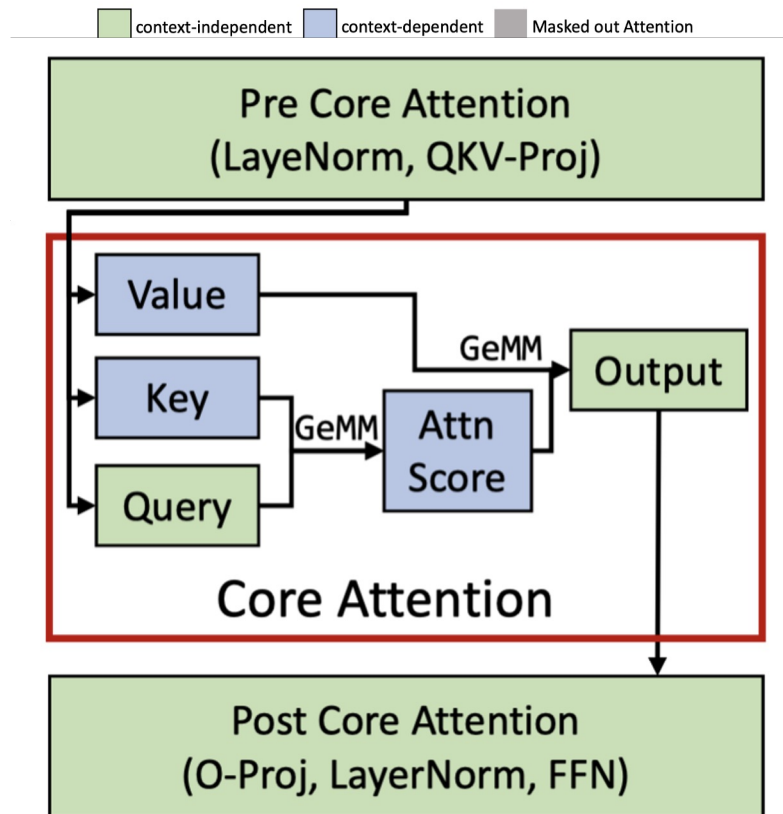 context-independent
context-dependent
Masked out Attention
Pre Core Attention
(LayeNorm, QKV-Proj)
Value
GeMM
Output
Key
GeMM
Attn
Score
Query
Core Attention
Post Core Attention
(O-Proj, LayerNorm, FFN)